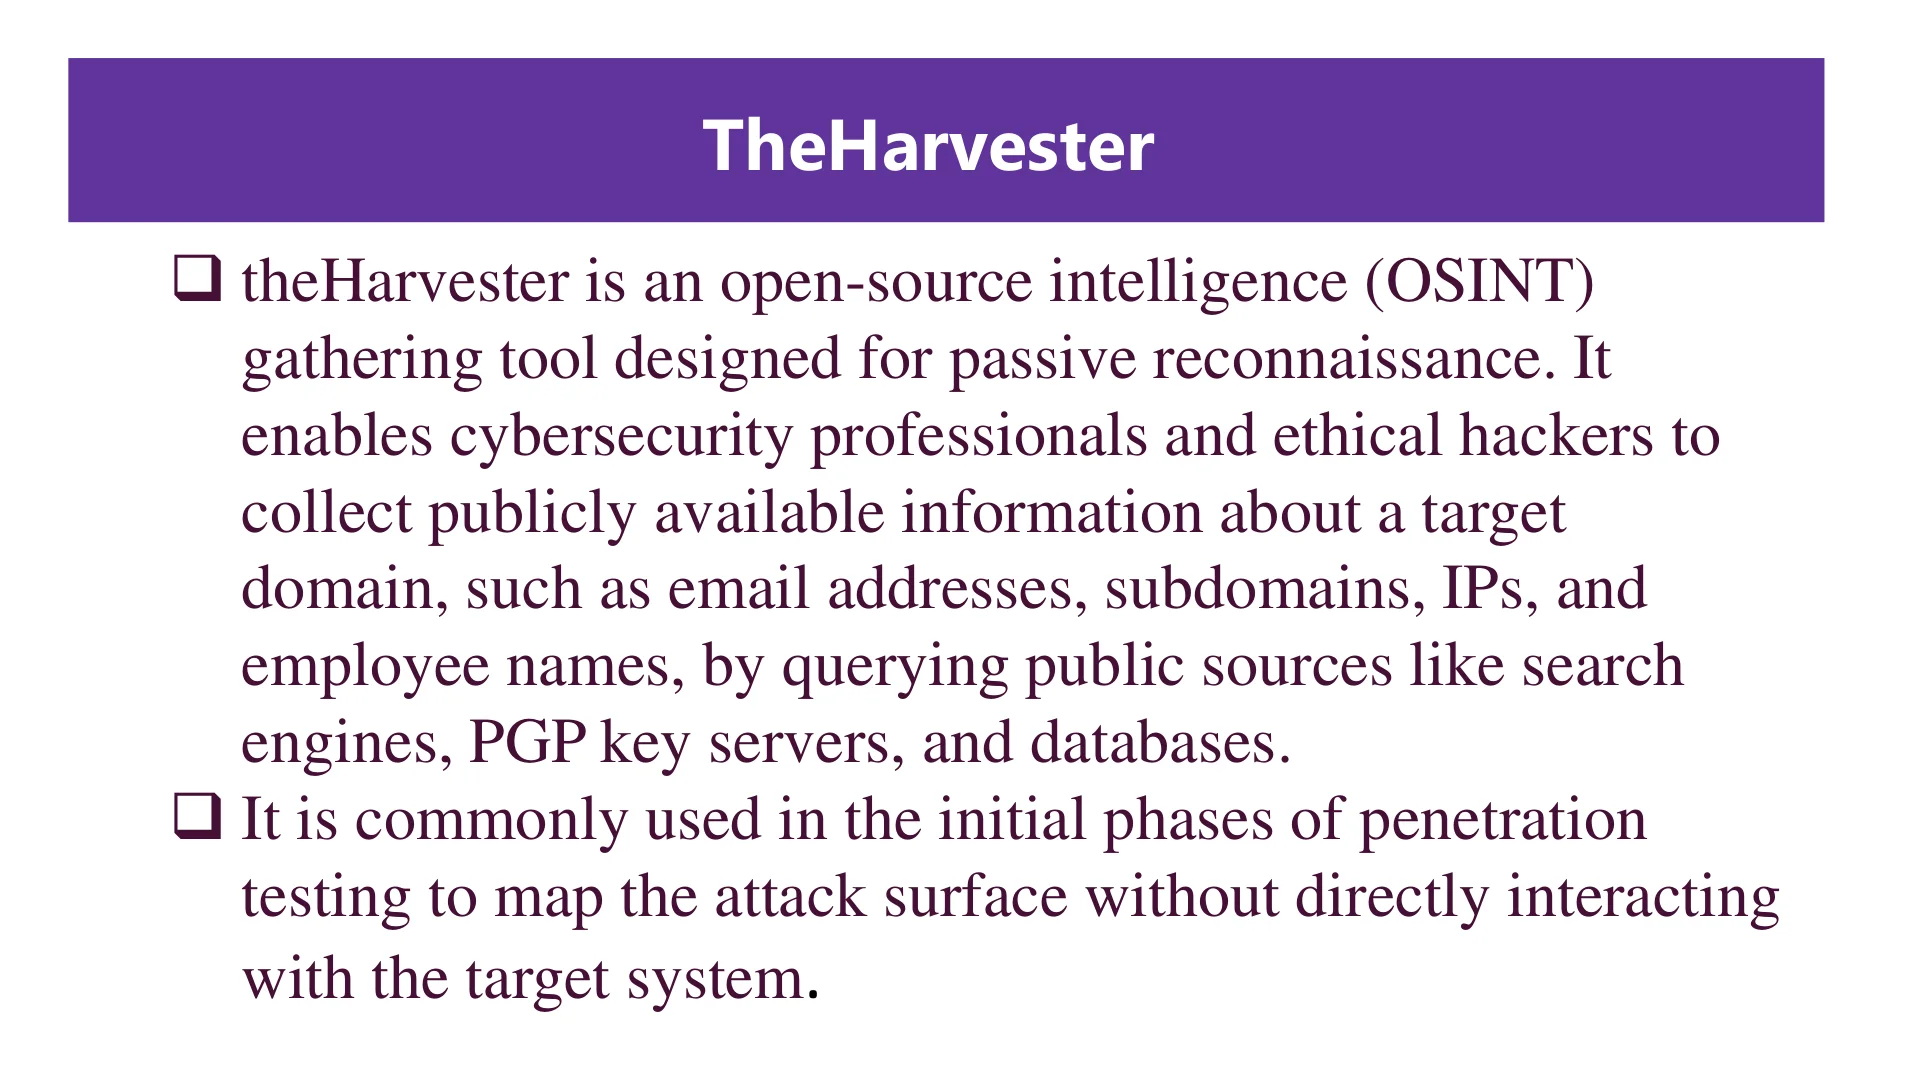 TheHarvester
❑ theHarvester is an open-source intelligence (OSINT)
gathering tool designed for passive reconnaissance. It
enables cybersecurity professionals and ethical hackers to
collect publicly available information about a target
domain, such as email addresses, subdomains, IPs, and
employee names, by querying public sources like search
engines, PGP key servers, and databases.
❑ It is commonly used in the initial phases of penetration
testing to map the attack surface without directly interacting
with the target system.